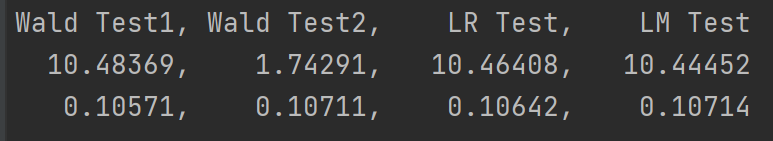 Wald Test1, Wald Test2, LR Test, LM Test
10.48369, 1.74291, 10.46408, 10.44452
0.10571, 0.10711, 0.10642, 0.10714